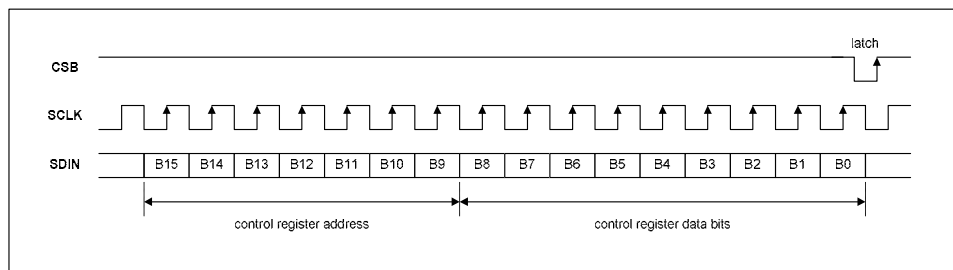 latch
CSB
SCLK
SDIN B15 B14 B13 B12 B11 B10 B9 B8 B7 B6 B5 B4 B3 B2 B1 B0
control register address control register data bits